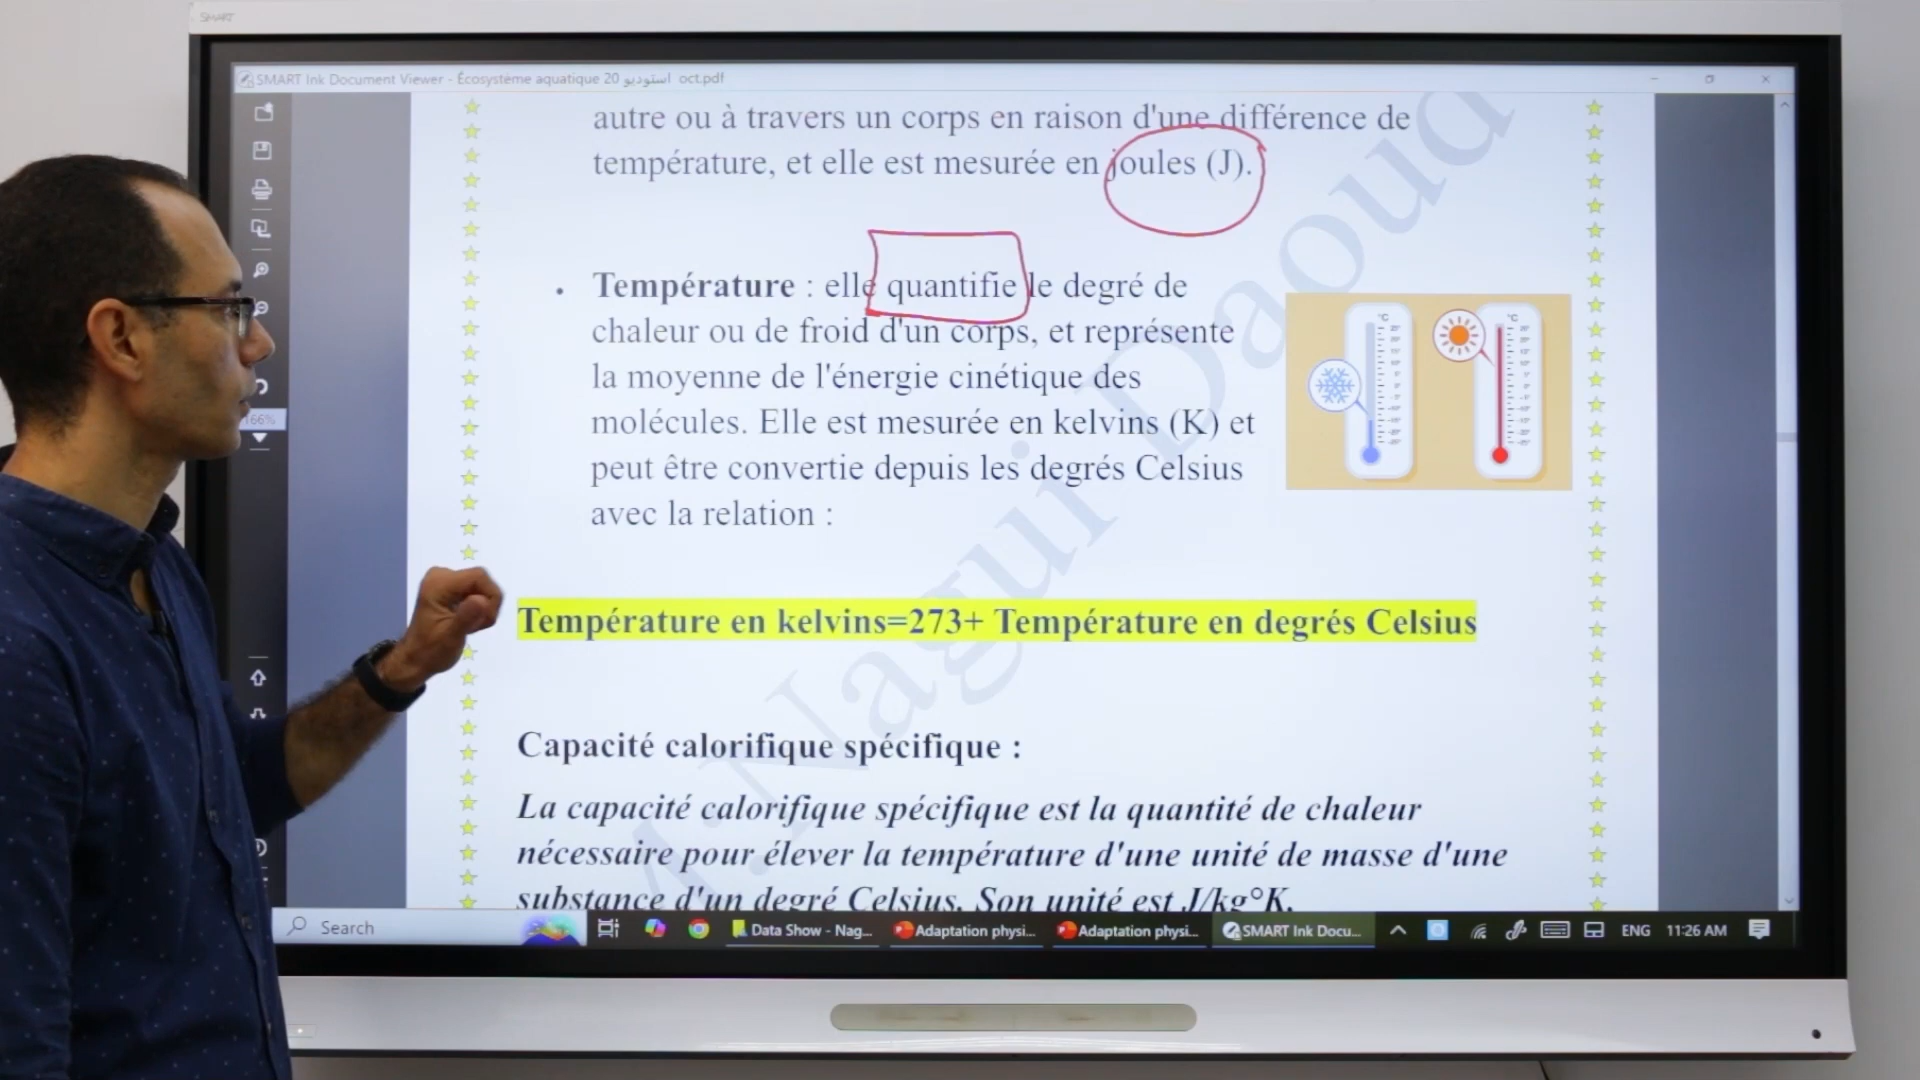 SMART
SMART Ink Document Viewer - Écosystème aquatique 20 استوديو oct.pdf
autre ou à travers un corps en raison d'une différence de
température, et elle est mesurée en joules (J).
• Température : elle quantifie le degré de
chaleur ou de froid d'un corps, et représente
la moyenne de l'énergie cinétique des
molécules. Elle est mesurée en kelvins (K) et
peut être convertie depuis les degrés Celsius
avec la relation :
°C
°C
166%
Température en kelvins=273+ Température en degrés Celsius
Capacité calorifique spécifique :
La capacité calorifique spécifique est la quantité de chaleur
nécessaire pour élever la température d'une unité de masse d'une
substance d'un degré Celsius. Son unité est J/kg°K.
Nagui Daoud
Search
Data Show - Nag...
Adaptation physi...
Adaptation physi...
SMART Ink Docu...
ENG
11:26 AM